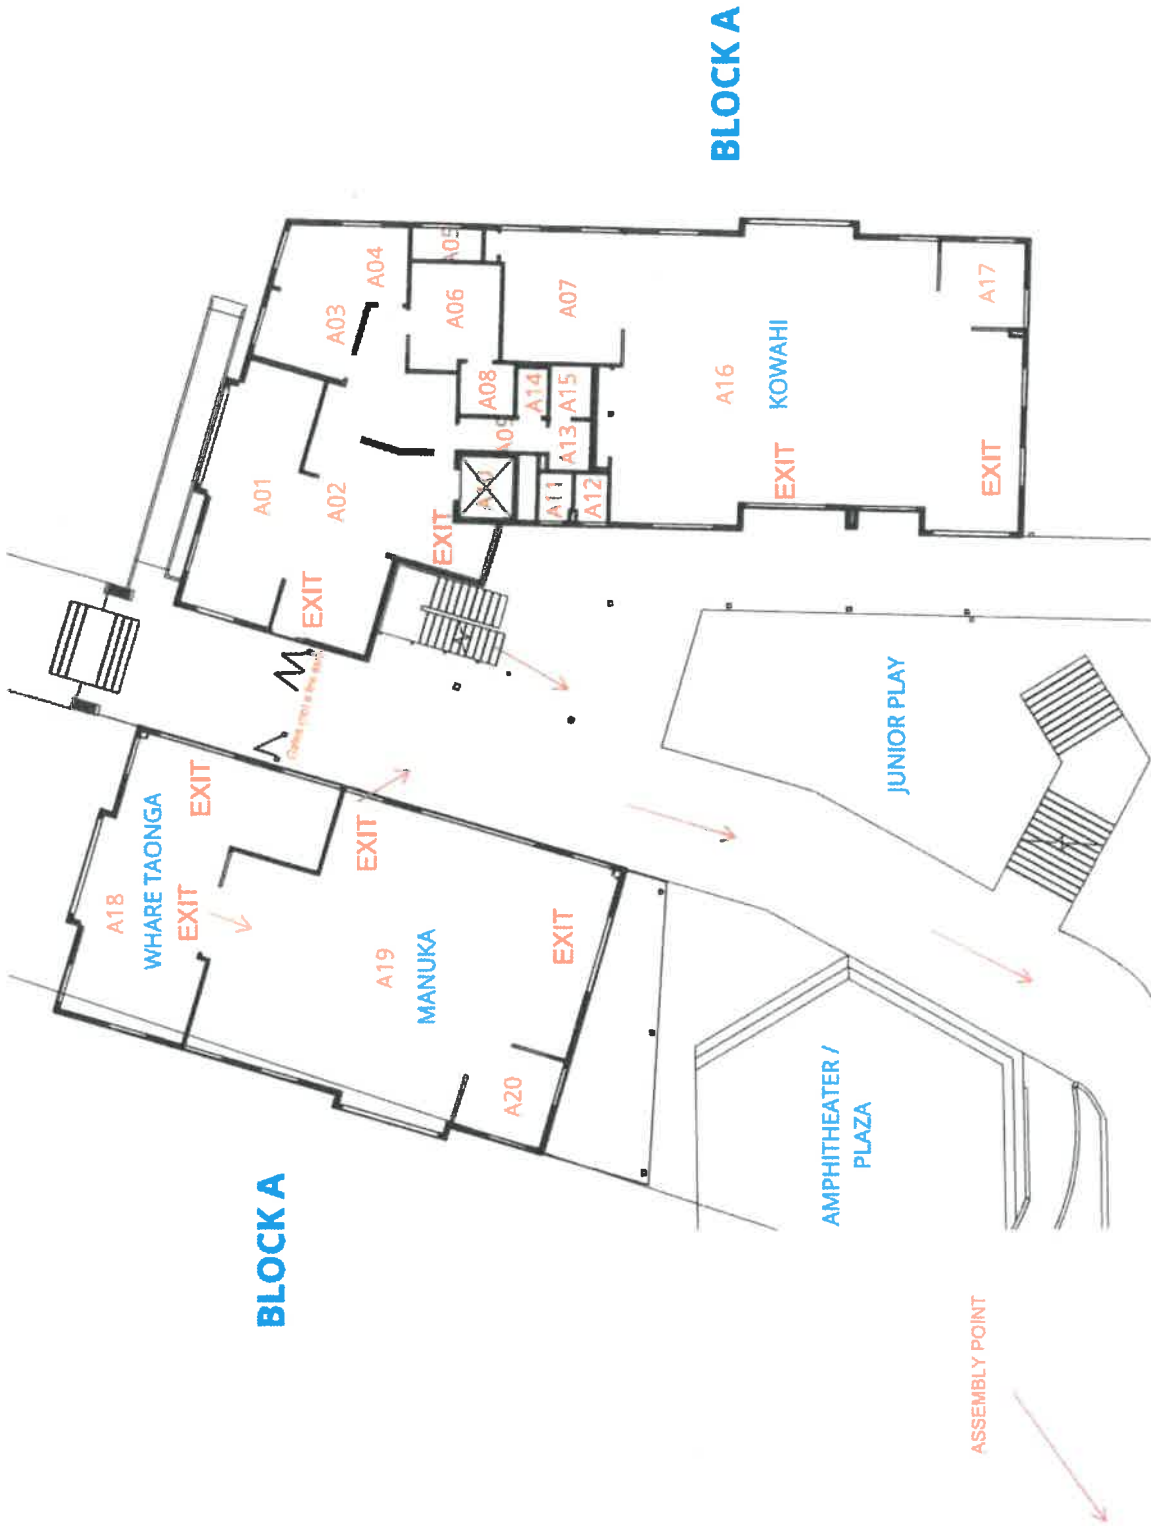 BLOCK A
A01
A02
A03
A04
A05
A06
A07
A08
A09
A10
A11
A12
A13
A14
A15
A16
KOWAHI
A17
EXIT
EXIT
EXIT
EXIT
A18
WHARE TAONGA
EXIT
EXIT
A19
MANUKA
EXIT
EXIT
A20
BLOCK A
JUNIOR PLAY
AMPHITHEATER /
PLAZA
ASSEMBLY POINT